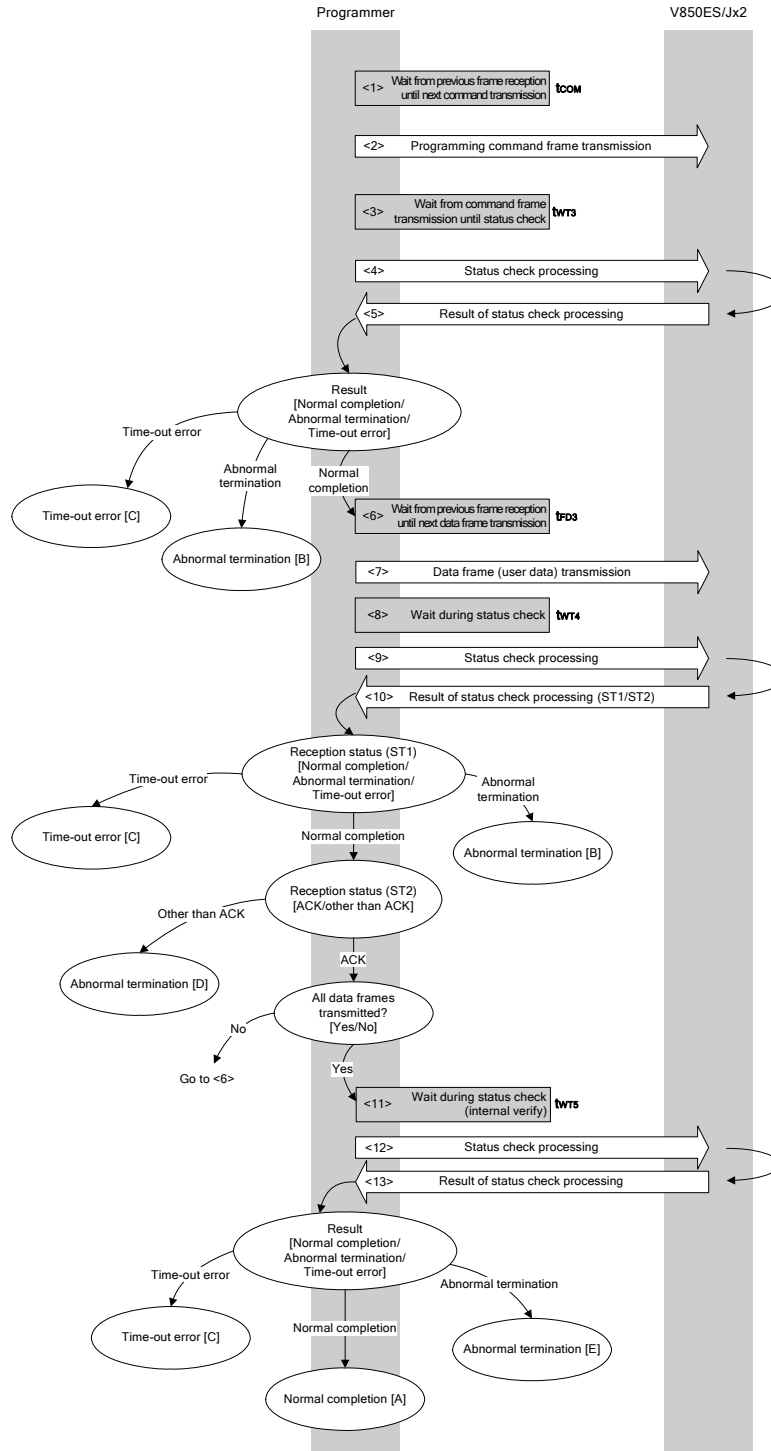 Programmer
V850ES/Jx2
<1> Wait from previous frame reception
until next command transmission
tCOM
<2> Programming command frame transmission
<3> Wait from command frame
transmission until status check
tWT3
<4> Status check processing
<5> Result of status check processing
Result
[Normal completion/
Abnormal termination/
Time-out error]
Time-out error
Abnormal
termination
Normal
completion
Time-out error [C]
Abnormal termination [B]
<6> Wait from previous frame reception
until next data frame transmission
tFD3
<7> Data frame (user data) transmission
<8> Wait during status check
tWT4
<9> Status check processing
<10> Result of status check processing (ST1/ST2)
Reception status (ST1)
[Normal completion/
Abnormal termination/
Time-out error]
Time-out error
Abnormal
termination
Time-out error [C]
Normal completion
Abnormal termination [B]
Reception status (ST2)
[ACK/other than ACK]
Other than ACK
ACK
Abnormal termination [D]
All data frames
transmitted?
[Yes/No]
No
Yes
Go to <6>
<11> Wait during status check
(internal verify)
tWT5
<12> Status check processing
<13> Result of status check processing
Result
[Normal completion/
Abnormal termination/
Time-out error]
Time-out error
Abnormal termination
Normal completion
Time-out error [C]
Abnormal termination [E]
Normal completion [A]